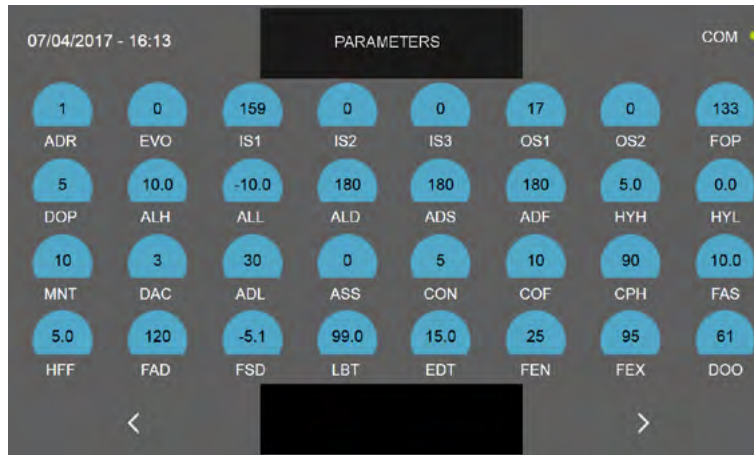 07/04/2017 - 16:13 PARAMETERS COM
1 0 159 0 0 17 0 133
ADR EVO IS1 IS2 IS3 OS1 OS2 FOP
5 10.0 -10.0 180 180 180 5.0 0.0
DOP ALH ALL ALD ADS ADF HYH HYL
10 3 30 0 5 10 90 10.0
MNT DAC ADL ASS CON COF CPH FAS
5.0 120 -5.1 99.0 15.0 25 95 61
HFF FAD FSD LBT EDT FEN FEX DOO
< >